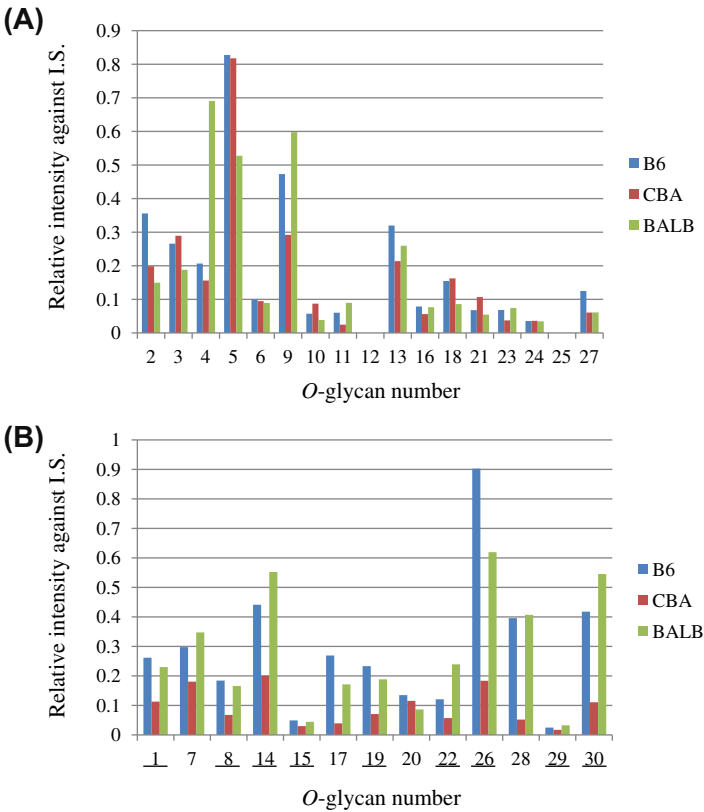 (A)
Relative intensity against I.S.
0.9
0.8
0.7
0.6
0.5
0.4
0.3
0.2
0.1
0
2 3 4 5 6 9 10 11 12 13 16 18 21 23 24 25 27
O-glycan number
B6
CBA
BALB
(B)
Relative intensity against I.S.
1
0.9
0.8
0.7
0.6
0.5
0.4
0.3
0.2
0.1
0
1 7 8 14 15 17 19 20 22 26 28 29 30
O-glycan number
B6
CBA
BALB